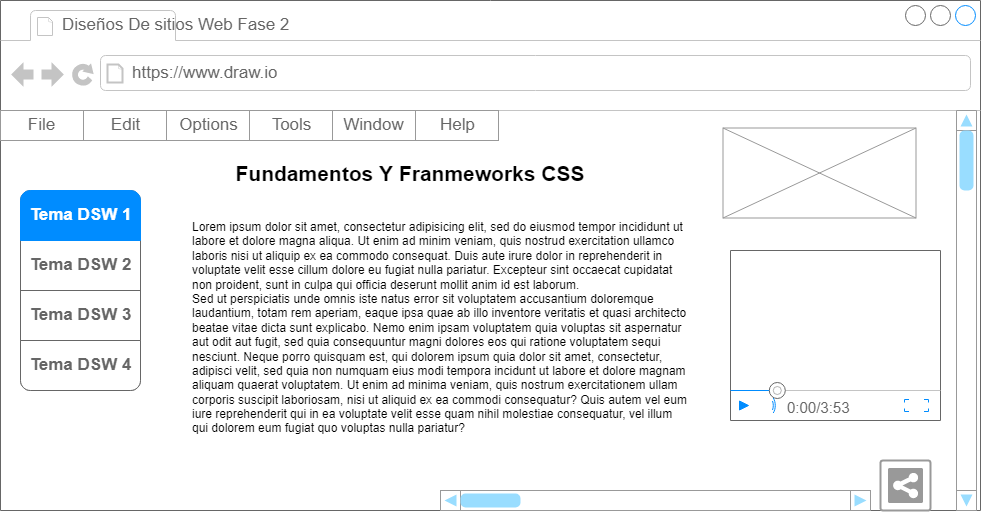 Diseños De sitios Web Fase 2
https://www.draw.io
File Edit Options Tools Window Help
Fundamentos Y Franmeworks CSS
Tema DSW 1
Tema DSW 2
Tema DSW 3
Tema DSW 4
Lorem ipsum dolor sit amet, consectetur adipisicing elit, sed do eiusmod tempor incididunt ut
labore et dolore magna aliqua. Ut enim ad minim veniam, quis nostrud exercitation ullamco
laboris nisi ut aliquip ex ea commodo consequat. Duis aute irure dolor in reprehenderit in
voluptate velit esse cillum dolore eu fugiat nulla pariatur. Excepteur sint occaecat cupidatat
non proident, sunt in culpa qui officia deserunt mollit anim id est laborum.
Sed ut perspiciatis unde omnis iste natus error sit voluptatem accusantium doloremque
laudantium, totam rem aperiam, eaque ipsa quae ab illo inventore veritatis et quasi architecto
beatae vitae dicta sunt explicabo. Nemo enim ipsam voluptatem quia voluptas sit aspernatur
aut odit aut fugit, sed quia consequuntur magni dolores eos qui ratione voluptatem sequi
nesciunt. Neque porro quisquam est, qui dolorem ipsum quia dolor sit amet, consectetur,
adipisci velit, sed quia non numquam eius modi tempora incidunt ut labore et dolore magnam
aliquam quaerat voluptatem. Ut enim ad minima veniam, quis nostrum exercitationem ullam
corporis suscipit laboriosam, nisi ut aliquid ex ea commodi consequatur? Quis autem vel eum
iure reprehenderit qui in ea voluptate velit esse quam nihil molestiae consequatur, vel illum
qui dolorem eum fugiat quo voluptas nulla pariatur?
0:00/3:53